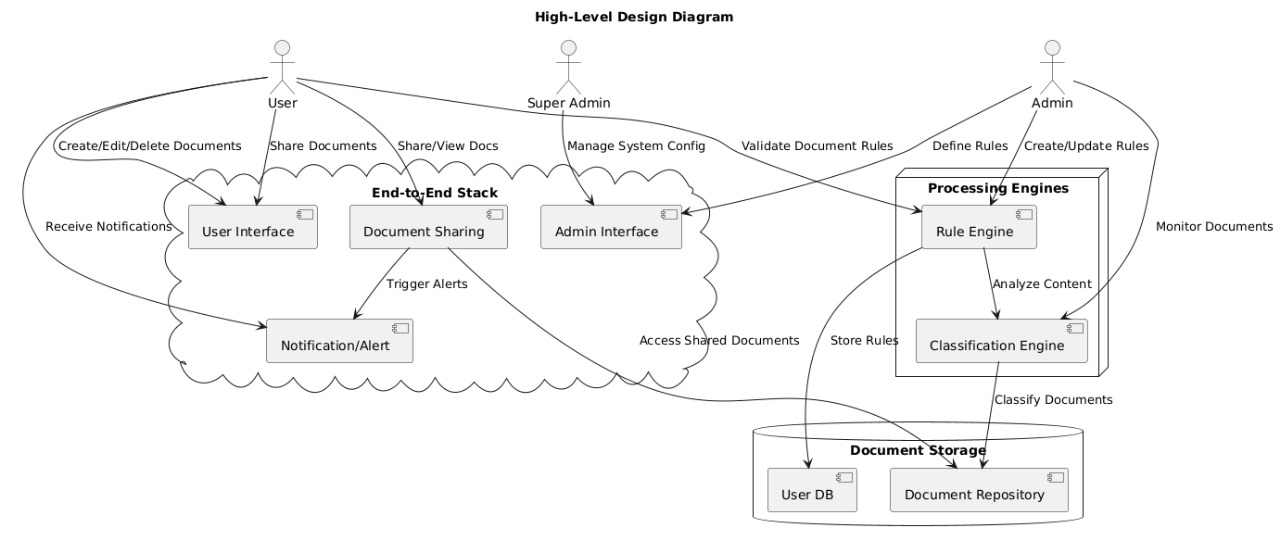 High-Level Design Diagram
User
Super Admin
Admin
Create/Edit/Delete Documents
Share Documents
Share/View Docs
Manage System Config
Validate Document Rules
Define Rules
Create/Update Rules
End-to-End Stack
Processing Engines
User Interface
Document Sharing
Admin Interface
Rule Engine
Receive Notifications
Monitor Documents
Trigger Alerts
Analyze Content
Notification/Alert
Access Shared Documents
Store Rules
Classification Engine
Classify Documents
Document Storage
User DB
Document Repository